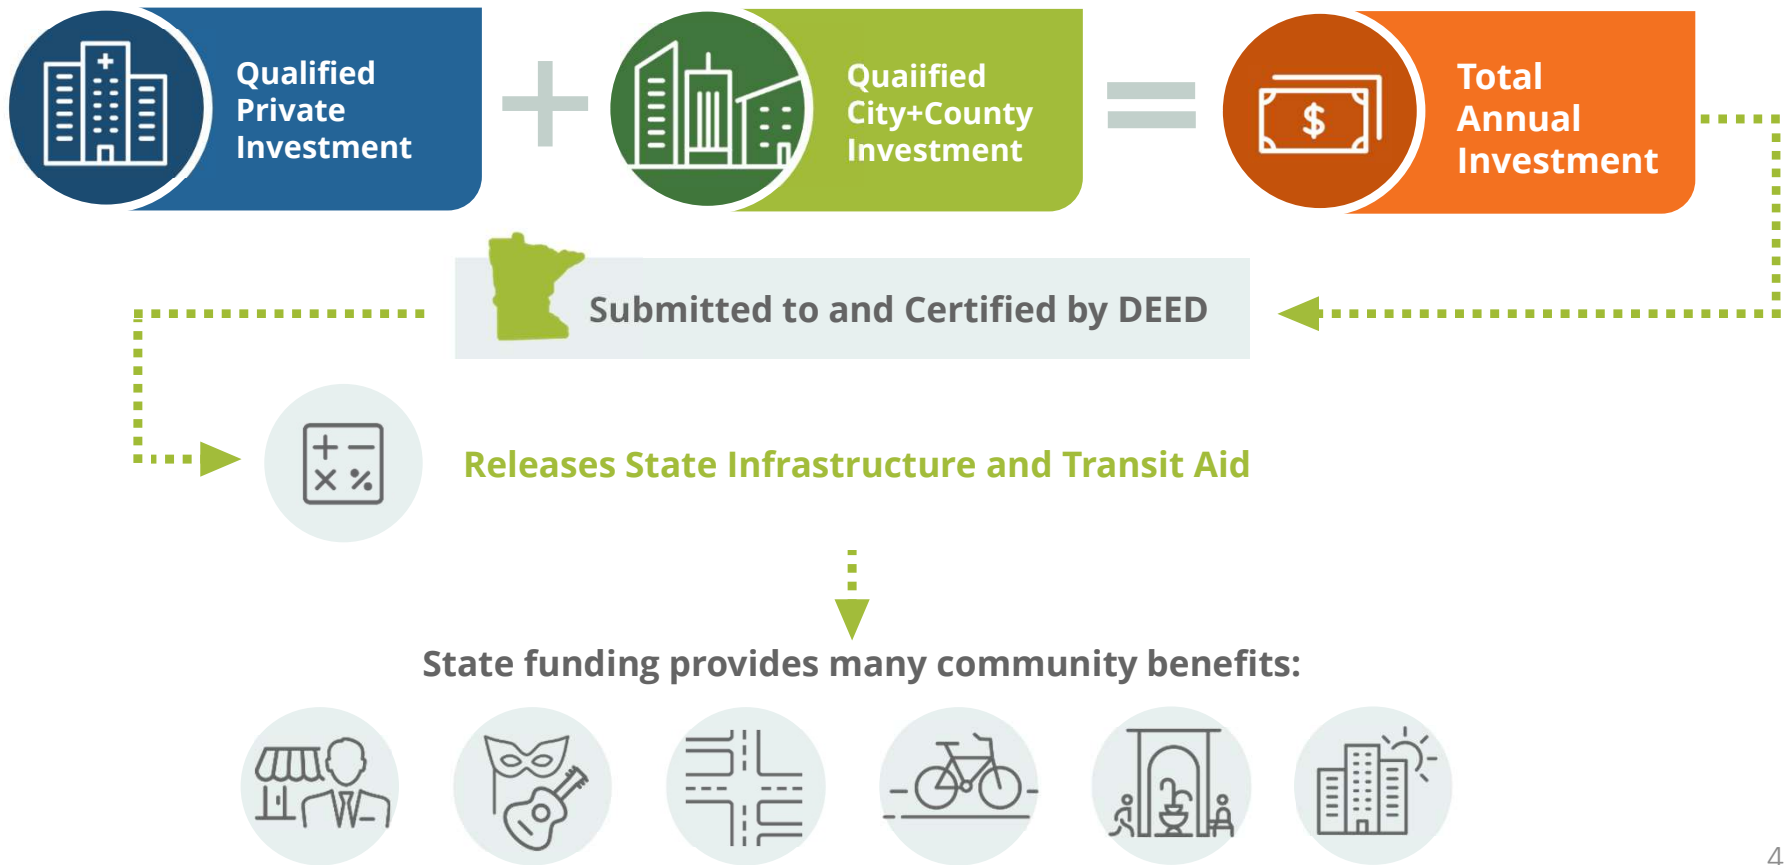 Qualified
Private
Investment
Quaiified
City+County
Investment
$
Total
Annual
Investment
Submitted to and Certified by DEED
Releases State Infrastructure and Transit Aid
State funding provides many community benefits:
4